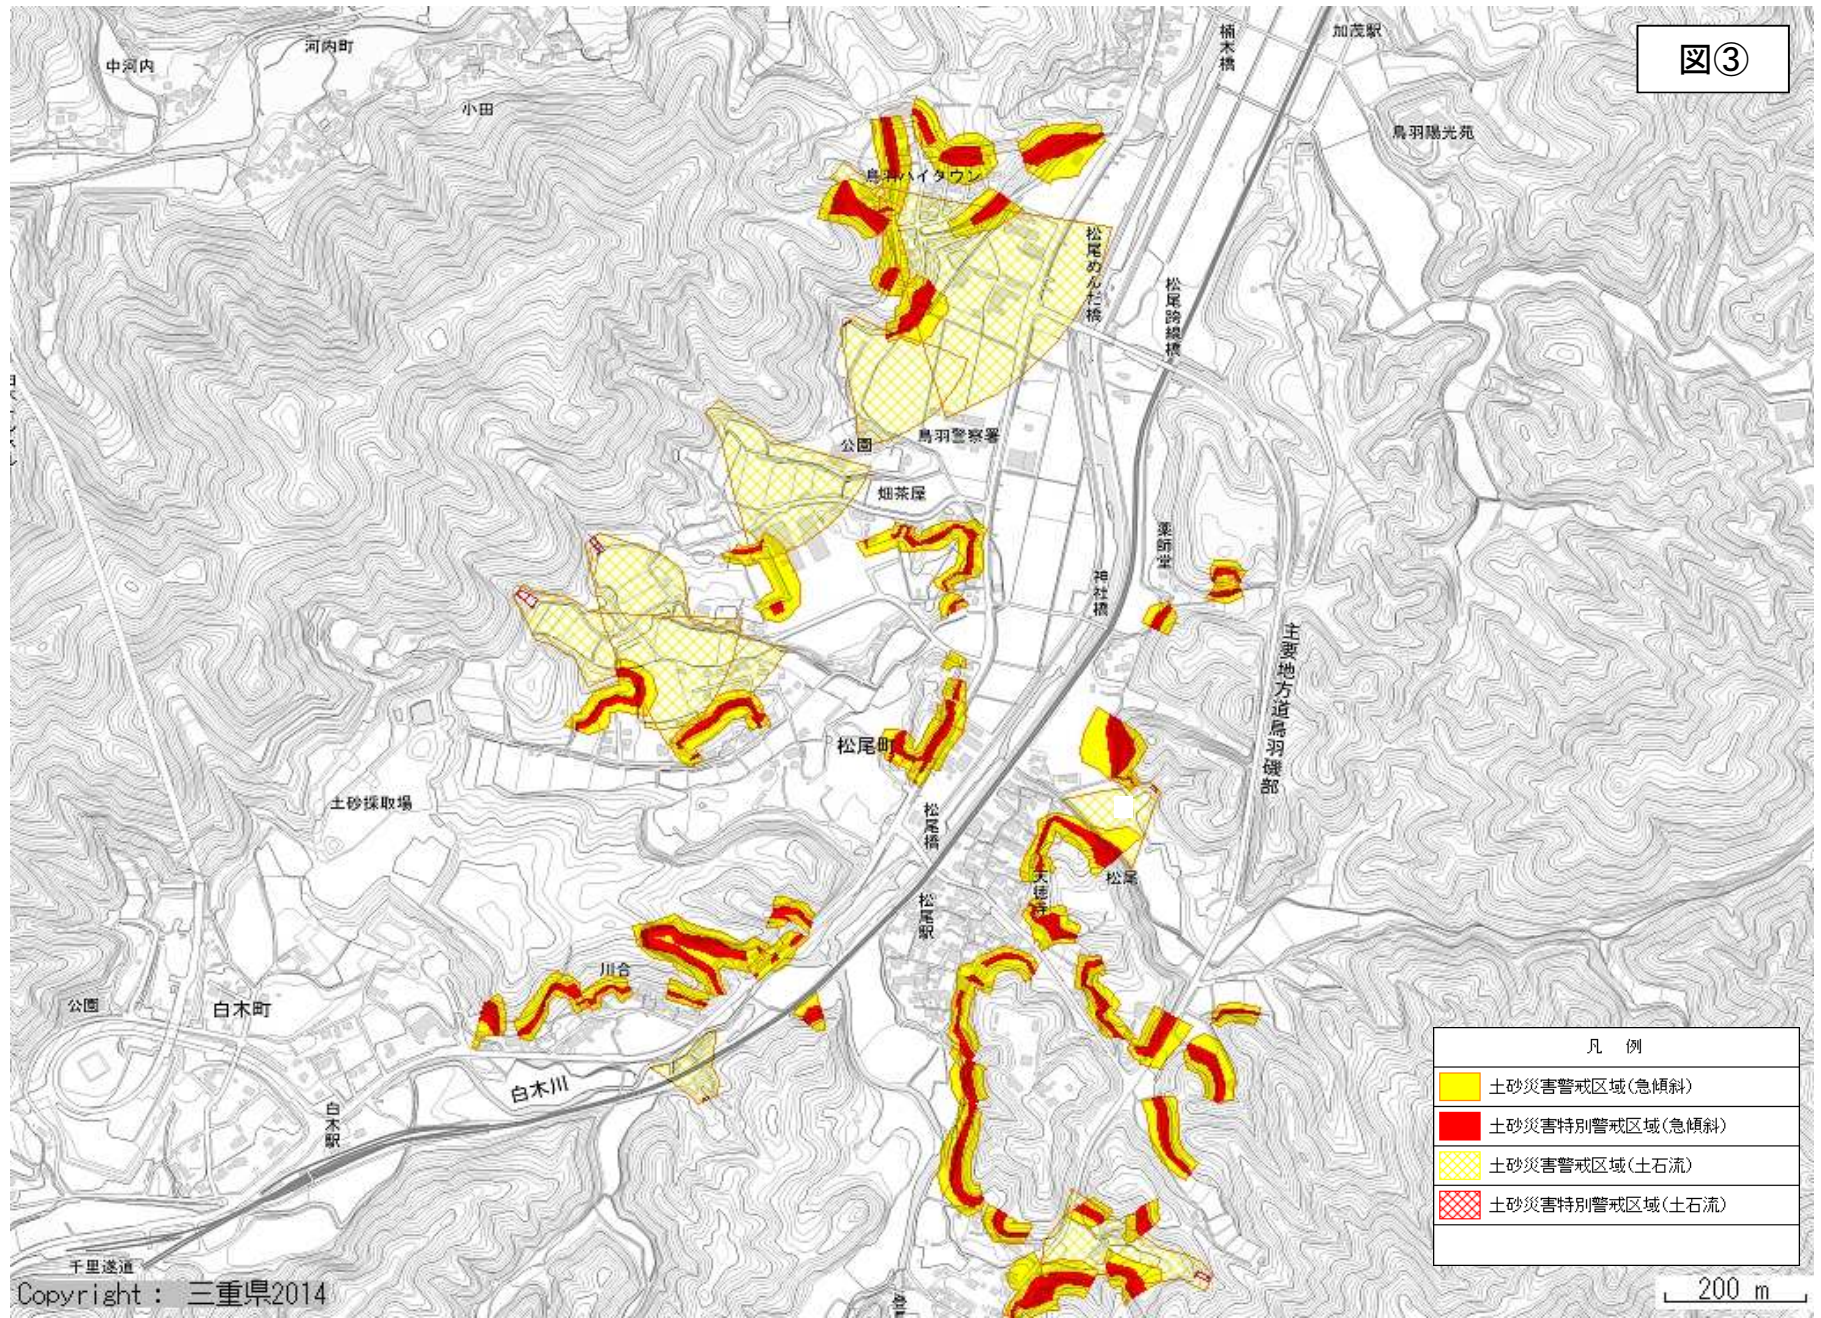 図③
河内町
中河内
小田
楠木橋
加茂駅
鳥羽陽光苑
鳥羽ハイタウン
松尾めんだ橋
松尾跨線橋
公園
鳥羽警察署
畑茶屋
薬師堂
神社橋
主要地方道鳥羽磯部
松尾町
土砂採取場
松尾橋
松尾駅
天徳寺
松尾
川合
公園
白木町
白木川
白木駅
千里遂道
凡 例
土砂災害警戒区域(急傾斜)
土砂災害特別警戒区域(急傾斜)
土砂災害警戒区域(土石流)
土砂災害特別警戒区域(土石流)
200 m
Copyright： 三重県2014